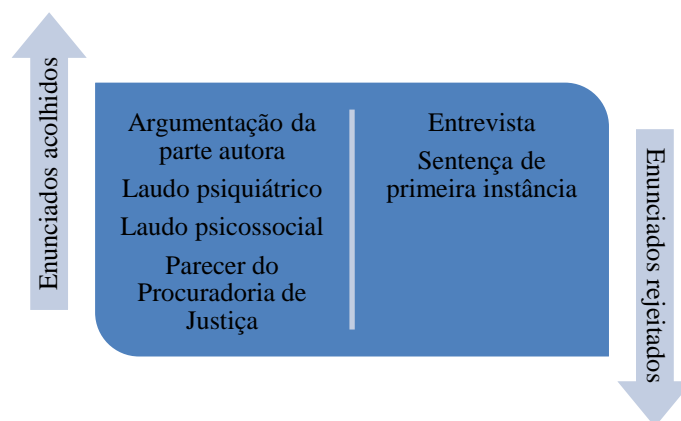 Enunciados acolhidos
Argumentação da
parte autora
Laudo psiquiátrico
Laudo psicossocial
Parecer do
Procuradoria de
Justiça
Entrevista
Sentença de
primeira instância
Enunciados rejeitados